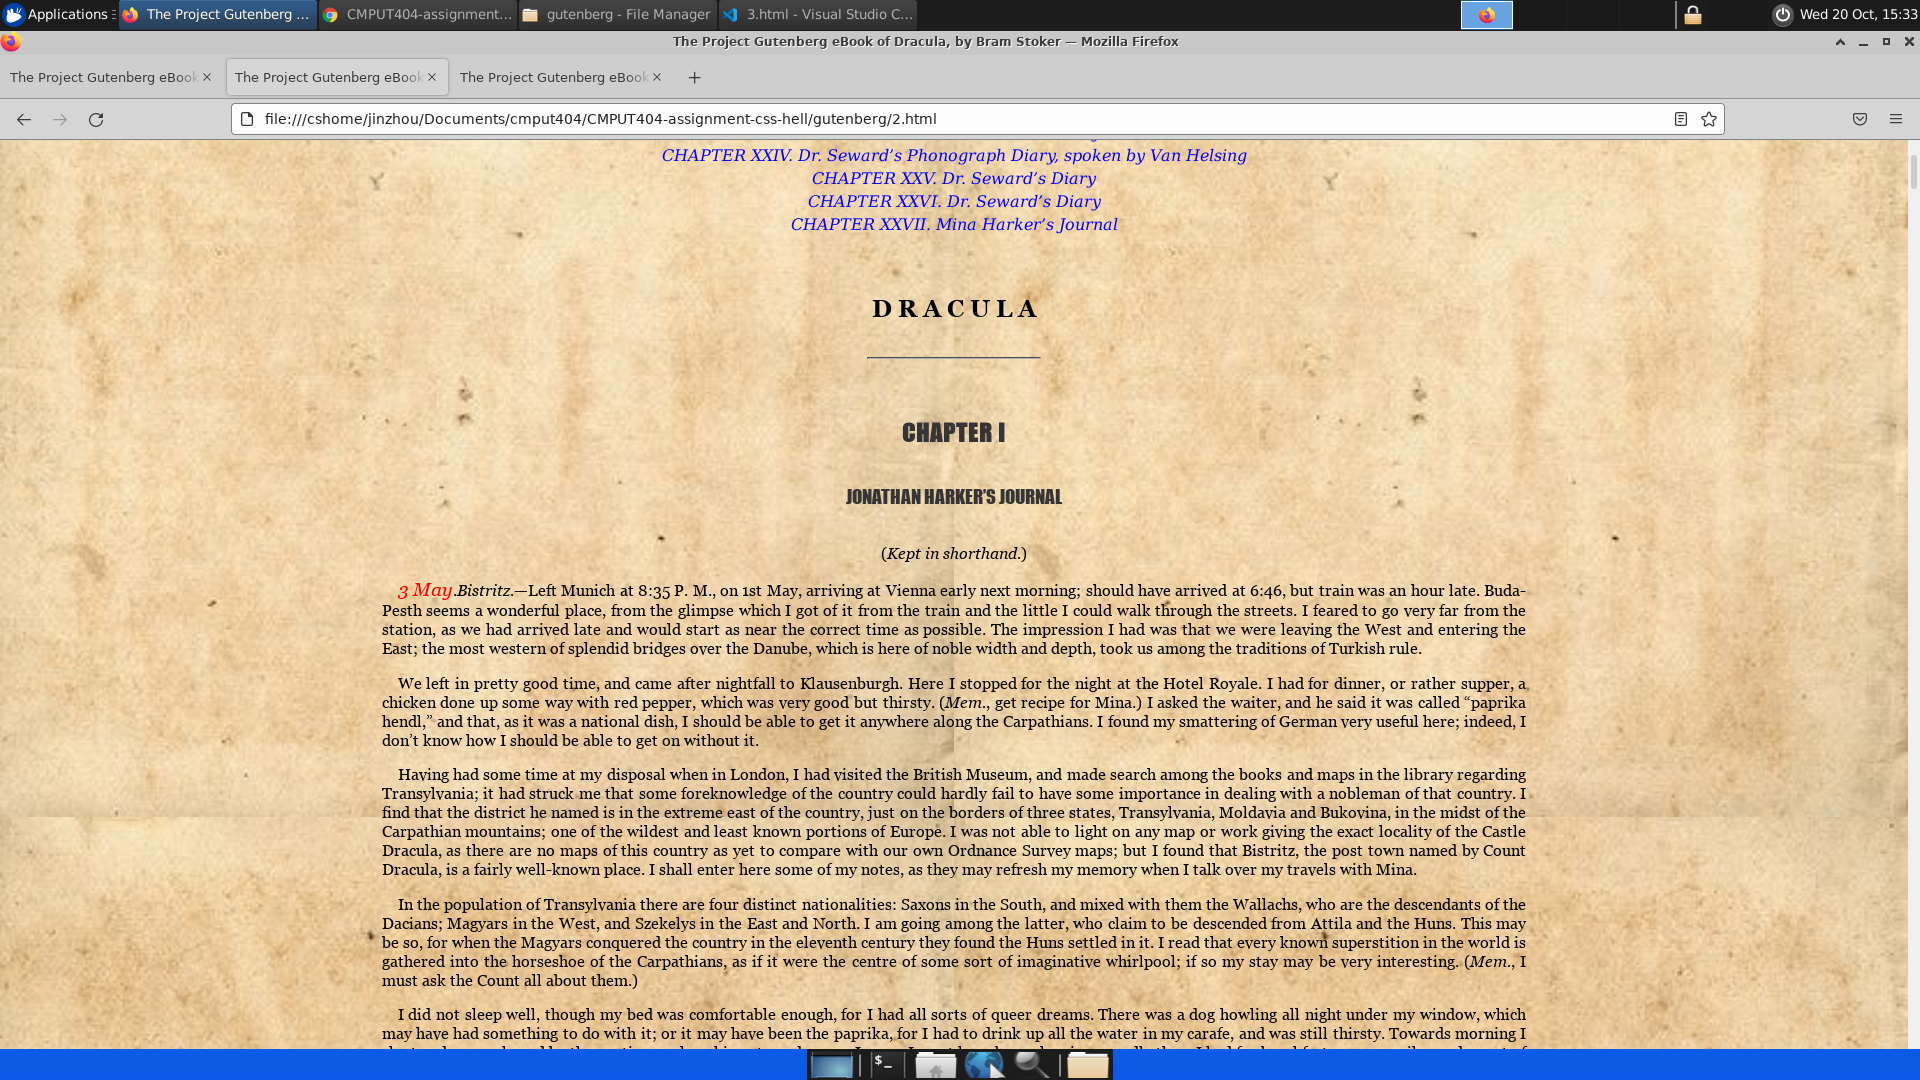 Applications
The Project Gutenberg ...
CMPUT404-assignment...
gutenberg - File Manager
3.html - Visual Studio C...
Wed 20 Oct, 15:33
The Project Gutenberg eBook of Dracula, by Bram Stoker — Mozilla Firefox
The Project Gutenberg eBook
The Project Gutenberg eBook
The Project Gutenberg eBook
file:///cshome/jinzhou/Documents/cmput404/CMPUT404-assignment-css-hell/gutenberg/2.html
CHAPTER XXIV. Dr. Seward’s Phonograph Diary, spoken by Van Helsing
CHAPTER XXV. Dr. Seward’s Diary
CHAPTER XXVI. Dr. Seward’s Diary
CHAPTER XXVII. Mina Harker’s Journal
D R A C U L A
CHAPTER I
JONATHAN HARKER’S JOURNAL
(Kept in shorthand.)
3 May.Bistritz.—Left Munich at 8:35 P. M., on 1st May, arriving at Vienna early next morning; should have arrived at 6:46, but train was an hour late. Buda-
Pesth seems a wonderful place, from the glimpse which I got of it from the train and the little I could walk through the streets. I feared to go very far from the
station, as we had arrived late and would start as near the correct time as possible. The impression I had was that we were leaving the West and entering the
East; the most western of splendid bridges over the Danube, which is here of noble width and depth, took us among the traditions of Turkish rule.
We left in pretty good time, and came after nightfall to Klausenburgh. Here I stopped for the night at the Hotel Royale. I had for dinner, or rather supper, a
chicken done up some way with red pepper, which was very good but thirsty. (Mem., get recipe for Mina.) I asked the waiter, and he said it was called “paprika
hendl,” and that, as it was a national dish, I should be able to get it anywhere along the Carpathians. I found my smattering of German very useful here; indeed, I
don’t know how I should be able to get on without it.
Having had some time at my disposal when in London, I had visited the British Museum, and made search among the books and maps in the library regarding
Transylvania; it had struck me that some foreknowledge of the country could hardly fail to have some importance in dealing with a nobleman of that country. I
find that the district he named is in the extreme east of the country, just on the borders of three states, Transylvania, Moldavia and Bukovina, in the midst of the
Carpathian mountains; one of the wildest and least known portions of Europe. I was not able to light on any map or work giving the exact locality of the Castle
Dracula, as there are no maps of this country as yet to compare with our own Ordnance Survey maps; but I found that Bistritz, the post town named by Count
Dracula, is a fairly well-known place. I shall enter here some of my notes, as they may refresh my memory when I talk over my travels with Mina.
In the population of Transylvania there are four distinct nationalities: Saxons in the South, and mixed with them the Wallachs, who are the descendants of the
Dacians; Magyars in the West, and Szekelys in the East and North. I am going among the latter, who claim to be descended from Attila and the Huns. This may
be so, for when the Magyars conquered the country in the eleventh century they found the Huns settled in it. I read that every known superstition in the world is
gathered into the horseshoe of the Carpathians, as if it were the centre of some sort of imaginative whirlpool; if so my stay may be very interesting. (Mem., I
must ask the Count all about them.)
I did not sleep well, though my bed was comfortable enough, for I had all sorts of queer dreams. There was a dog howling all night under my window, which
may have had something to do with it; or it may have been the paprika, for I had to drink up all the water in my carafe, and was still thirsty. Towards morning I